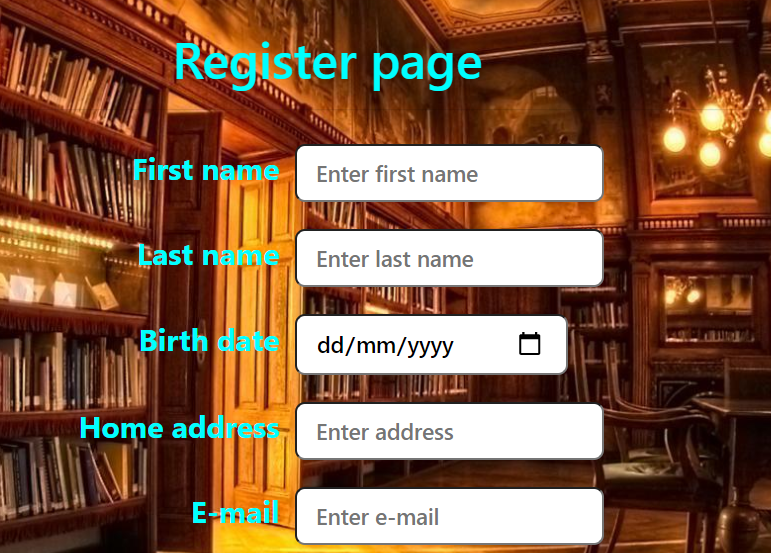 Register page
First name Enter first name
Last name Enter last name
Birth date dd/mm/yyyy
Home address Enter address
E-mail Enter e-mail